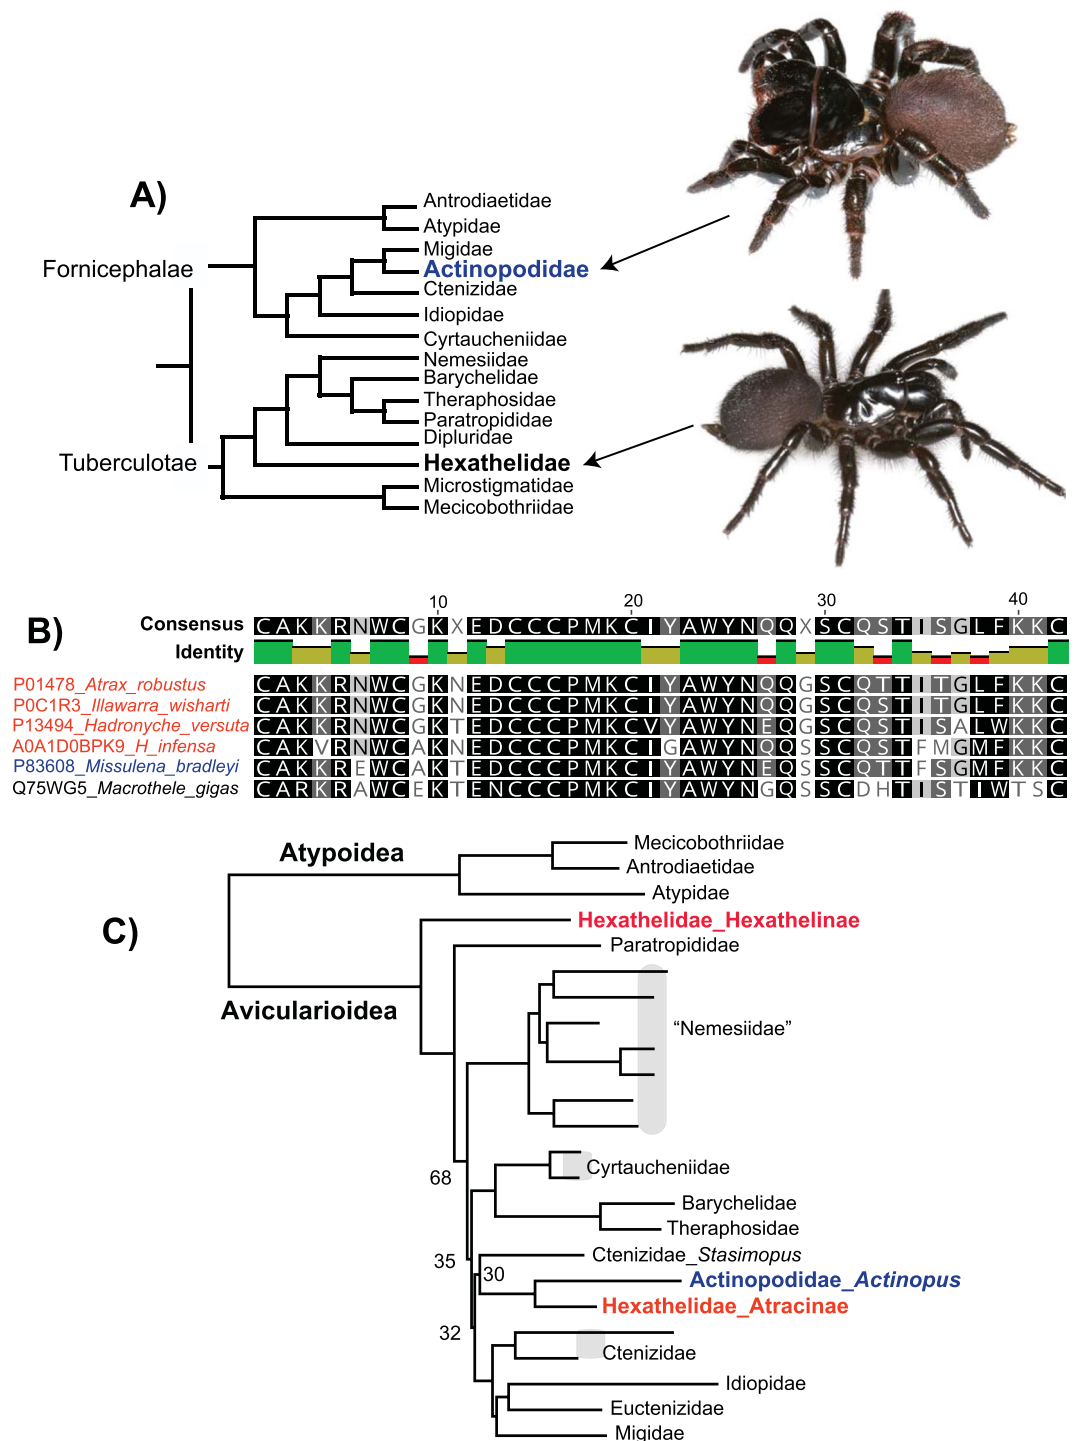 A)
Antrodiaetidae
Atypidae
Migidae
Fornicephalae
Actinopodidae
Ctenizidae
Idiopidae
Cyrtaucheniidae
Nemesiidae
Barychelidae
Theraphosidae
Paratropididae
Dipluridae
Tuberculotae
Hexathelidae
Microstigmatidae
Mecicobothriidae
B)
10 20 30 40
Consensus CAKKRNWCGKXEDCCCPMKCIYAWYNQQXSCQSTISGLFKKC
Identity
P01478_Atrax_robustus CAKKRNWCGKNEDCCCPMKCIYAWYNQQGSCQTTITGLFKKC
P0C1R3_Illawarra_wisharti CAKKRNWCGKNEDCCCPMKCIYAWYNQQGSCQSTISGLFKKC
P13494_Hadronyche_versuta CAKKRNWCGKTEDCCCPMKCVYAWYNEQGSCQSTISALWKKC
A0A1D0BPK9_H_infensa CAKVRNWCAKNEDCCCPMKCIGAWYNQQSSCQSTFMGMFKKC
P83608_Missulena_bradleyi CAKKREWCAKTEDCCCPMKCIYAWYNEQSSCQTTFSGMFKKC
Q75WG5_Macrothele_gigas CARKRAWCEKTENCCCPMKCIYAWYNGQSSCDHTISTIWTSC
C)
Atypoidea
Mecicobothriidae
Antrodiaetidae
Atypidae
Hexathelidae_Hexathelinae
Paratropididae
Avicularioidea
“Nemesiidae”
Cyrtaucheniidae
68
Barychelidae
Theraphosidae
Ctenizidae_Stasimopus
35
30
Actinopodidae_Actinopus
Hexathelidae_Atracinae
32
Ctenizidae
Idiopidae
Euctenizidae
Migidae